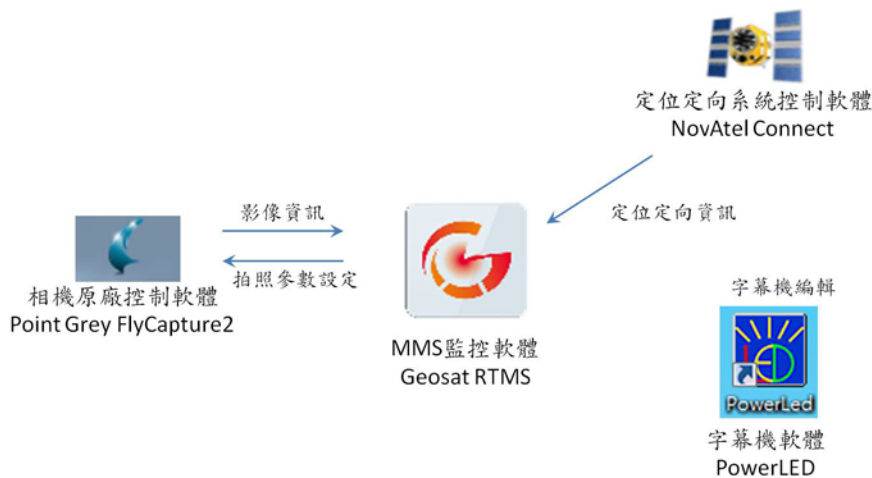 定位定向系統控制軟體
NovAtel Connect
影像資訊
定位定向資訊
拍照參數設定
相機原廠控制軟體
Point Grey FlyCapture2
字幕機編輯
MMS監控軟體
Geosat RTMS
LED
PowerLed
字幕機軟體
PowerLED